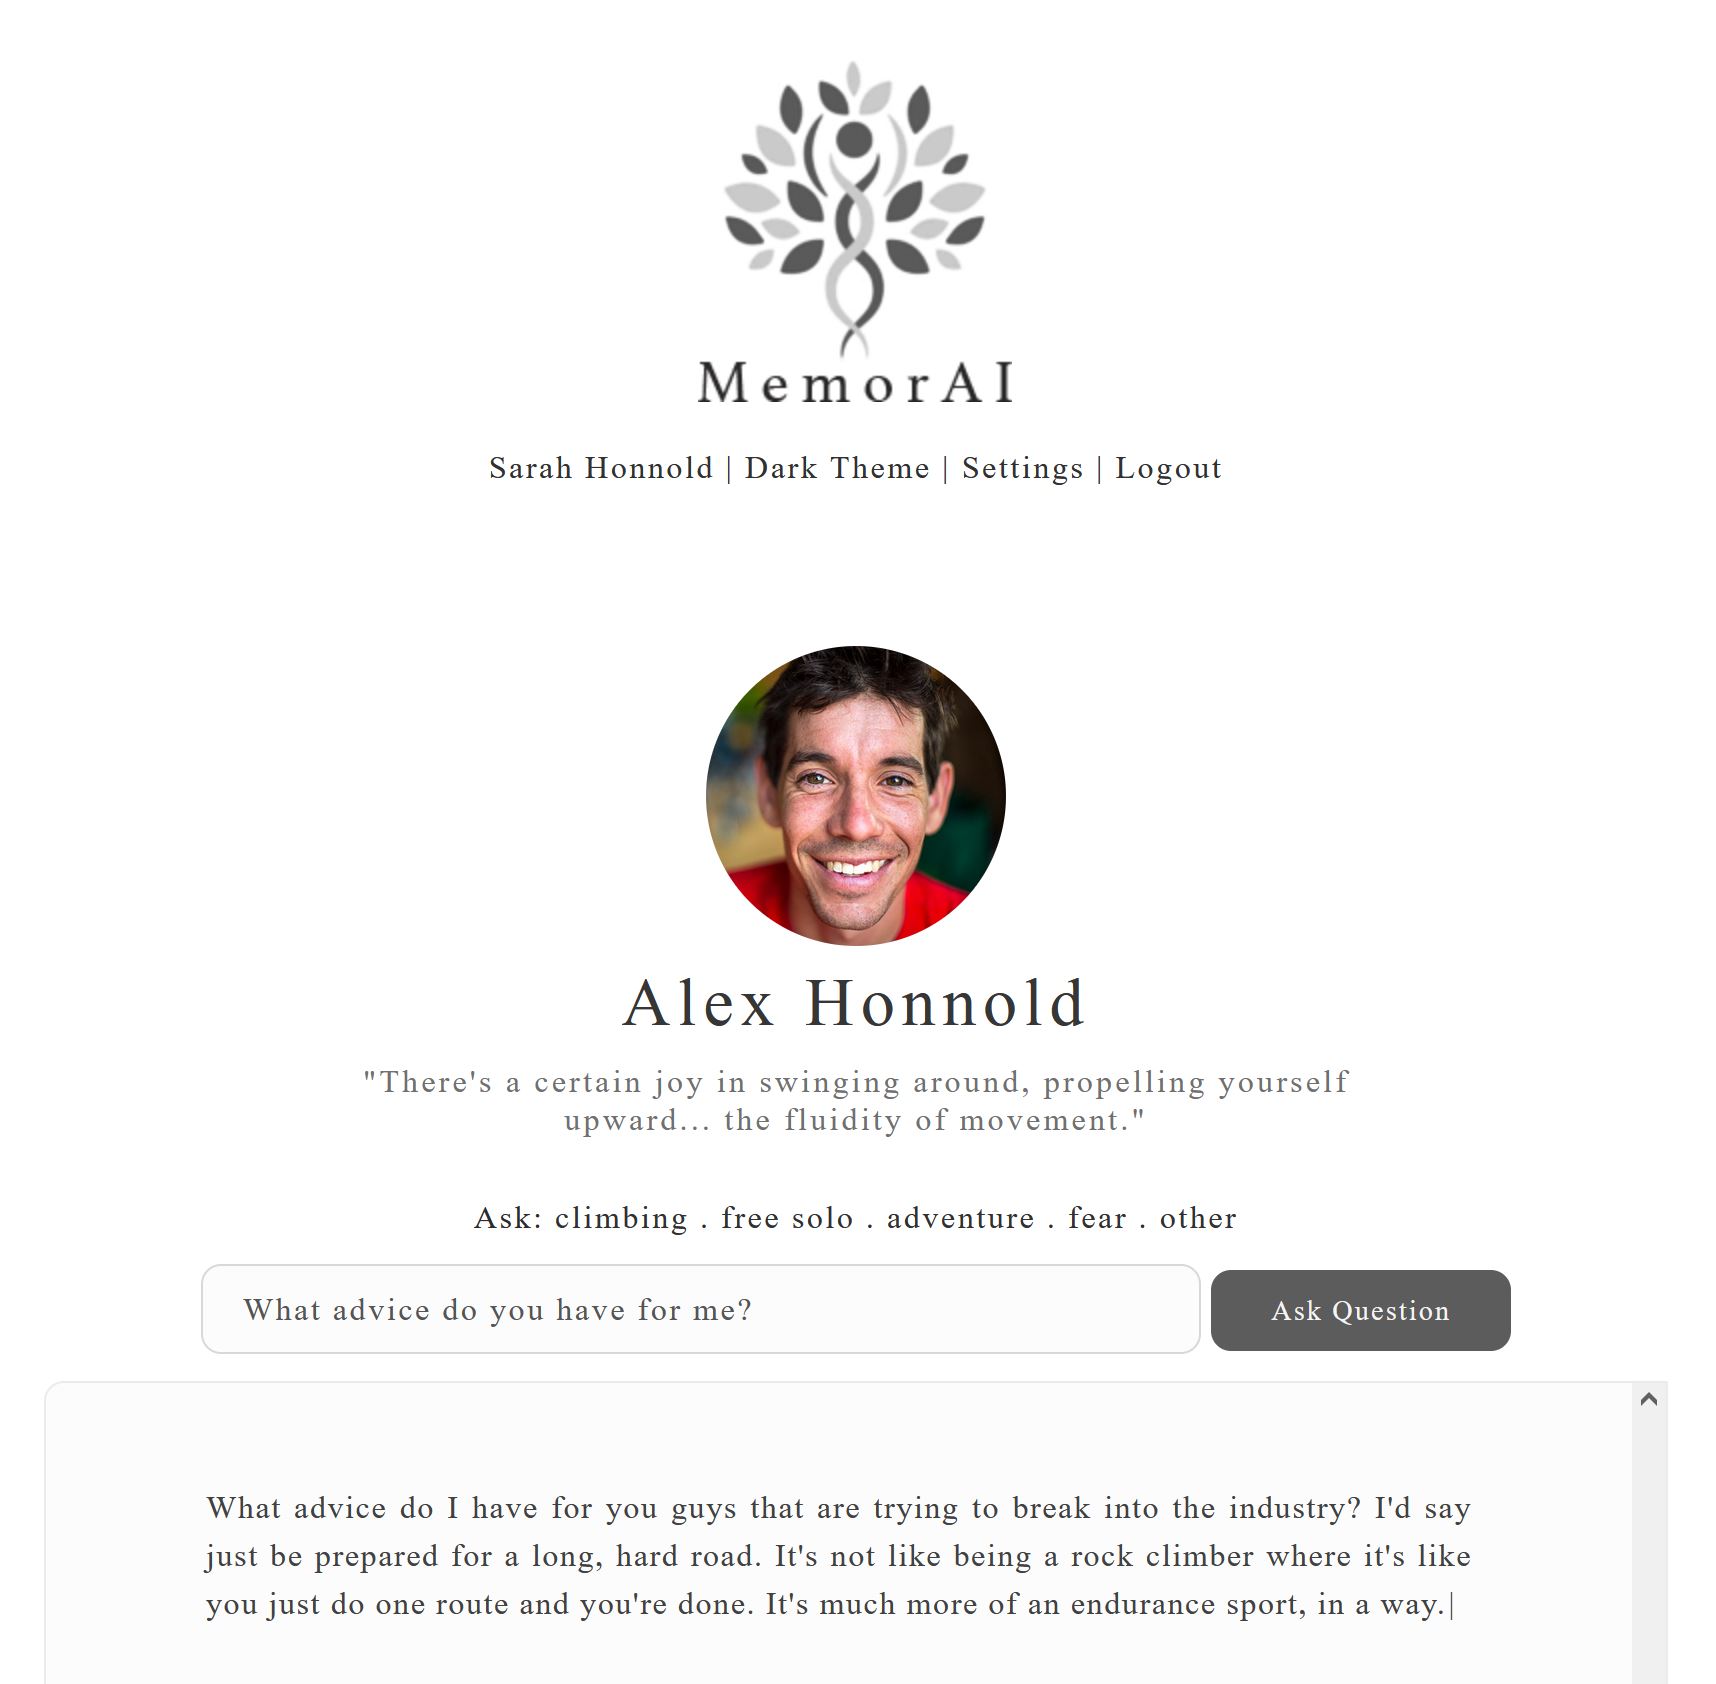 MemorAI
Sarah Honnold | Dark Theme | Settings | Logout
Alex Honnold
"There's a certain joy in swinging around, propelling yourself
upward... the fluidity of movement."
Ask: climbing . free solo . adventure . fear . other
What advice do you have for me?
Ask Question
What advice do I have for you guys that are trying to break into the industry? I'd say
just be prepared for a long, hard road. It's not like being a rock climber where it's like
you just do one route and you're done. It's much more of an endurance sport, in a way.|